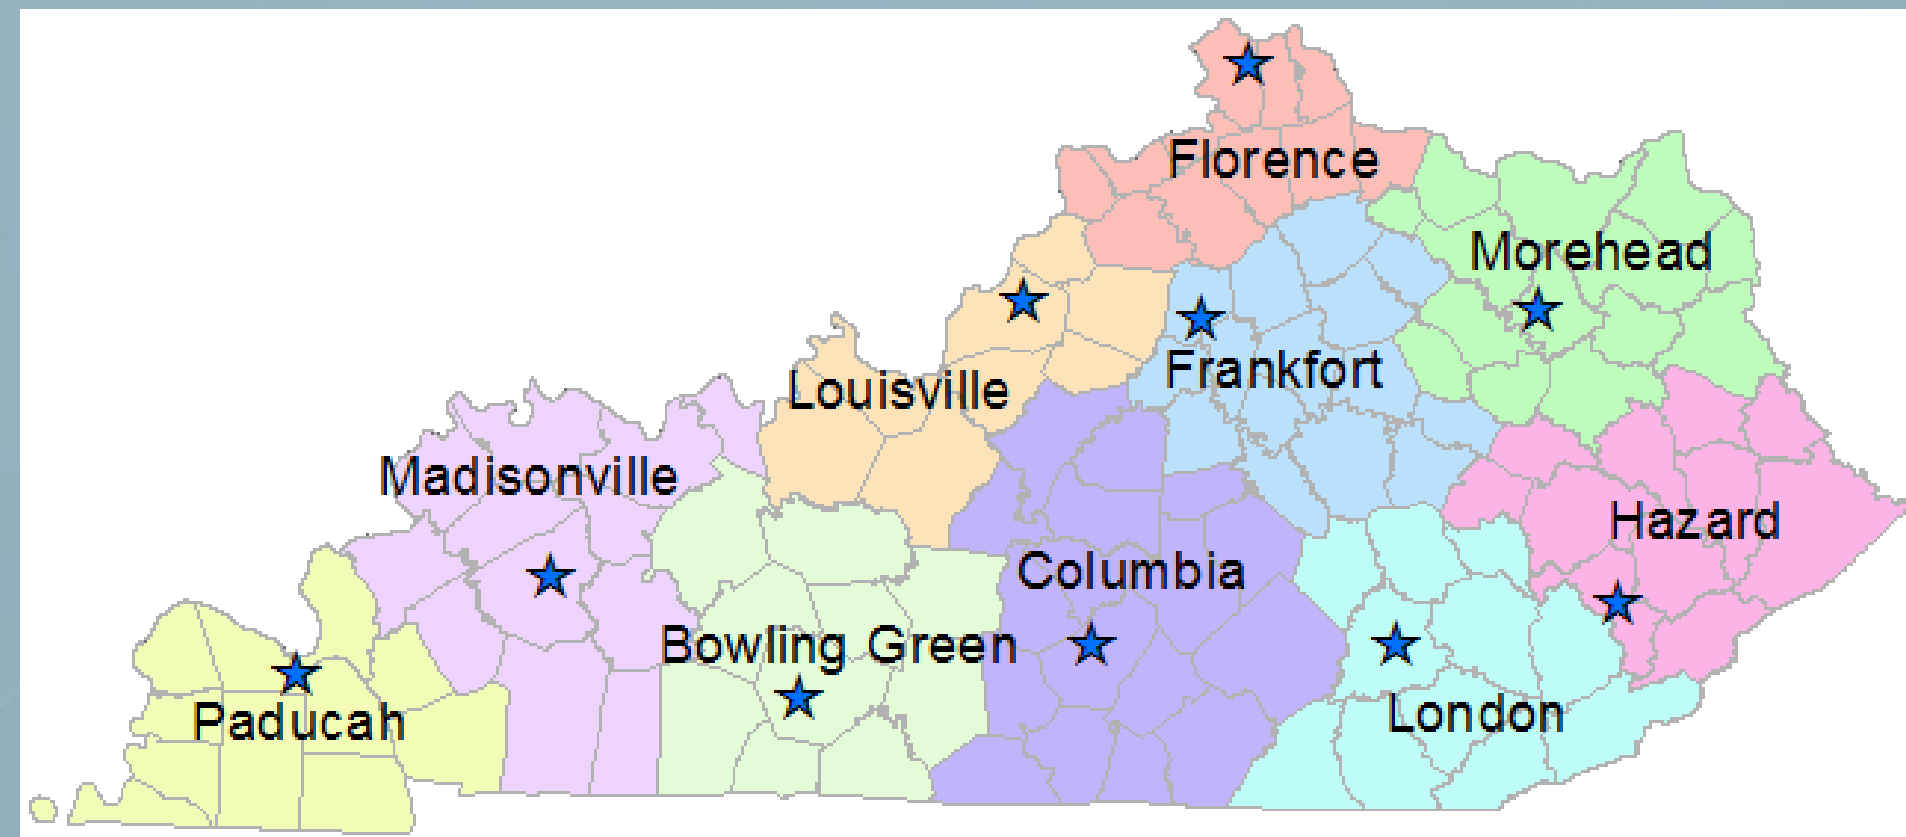 Florence
Morehead
Frankfort
Louisville
Madisonville
Hazard
Columbia
Bowling Green
London
Paducah